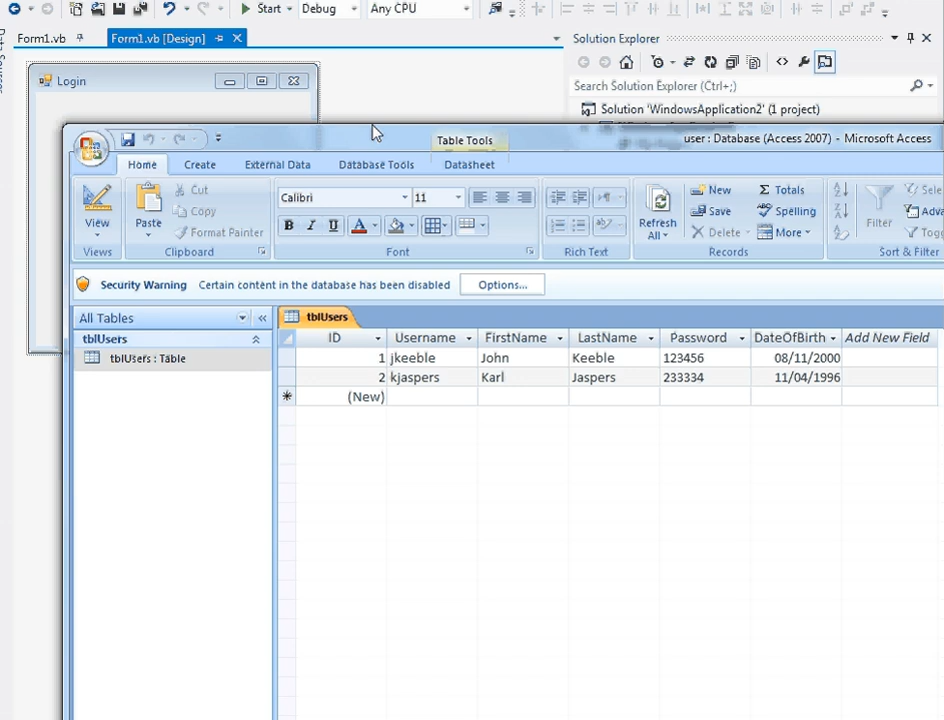 Start Debug Any CPU
Form1.vb Form1.vb [Design] Solution Explorer
Data Sources
Login
Search Solution Explorer (Ctrl+;)
Solution 'WindowsApplication2' (1 project)
Table Tools user : Database (Access 2007) - Microsoft Access
Home Create External Data Database Tools Datasheet
View Paste Cut Copy Format Painter
Calibri 11
B I U A
Refresh All New Save Delete Totals Spelling More
Filter Sele Adva Togg
Views Clipboard Font Rich Text Records Sort & Filter
Security Warning Certain content in the database has been disabled Options...
All Tables « tblUsers
tblUsers
tblUsers : Table
ID Username FirstName LastName Password DateOfBirth Add New Field
1 jkeeble John Keeble 123456 08/11/2000
2 kjaspers Karl Jaspers 233334 11/04/1996
(New)